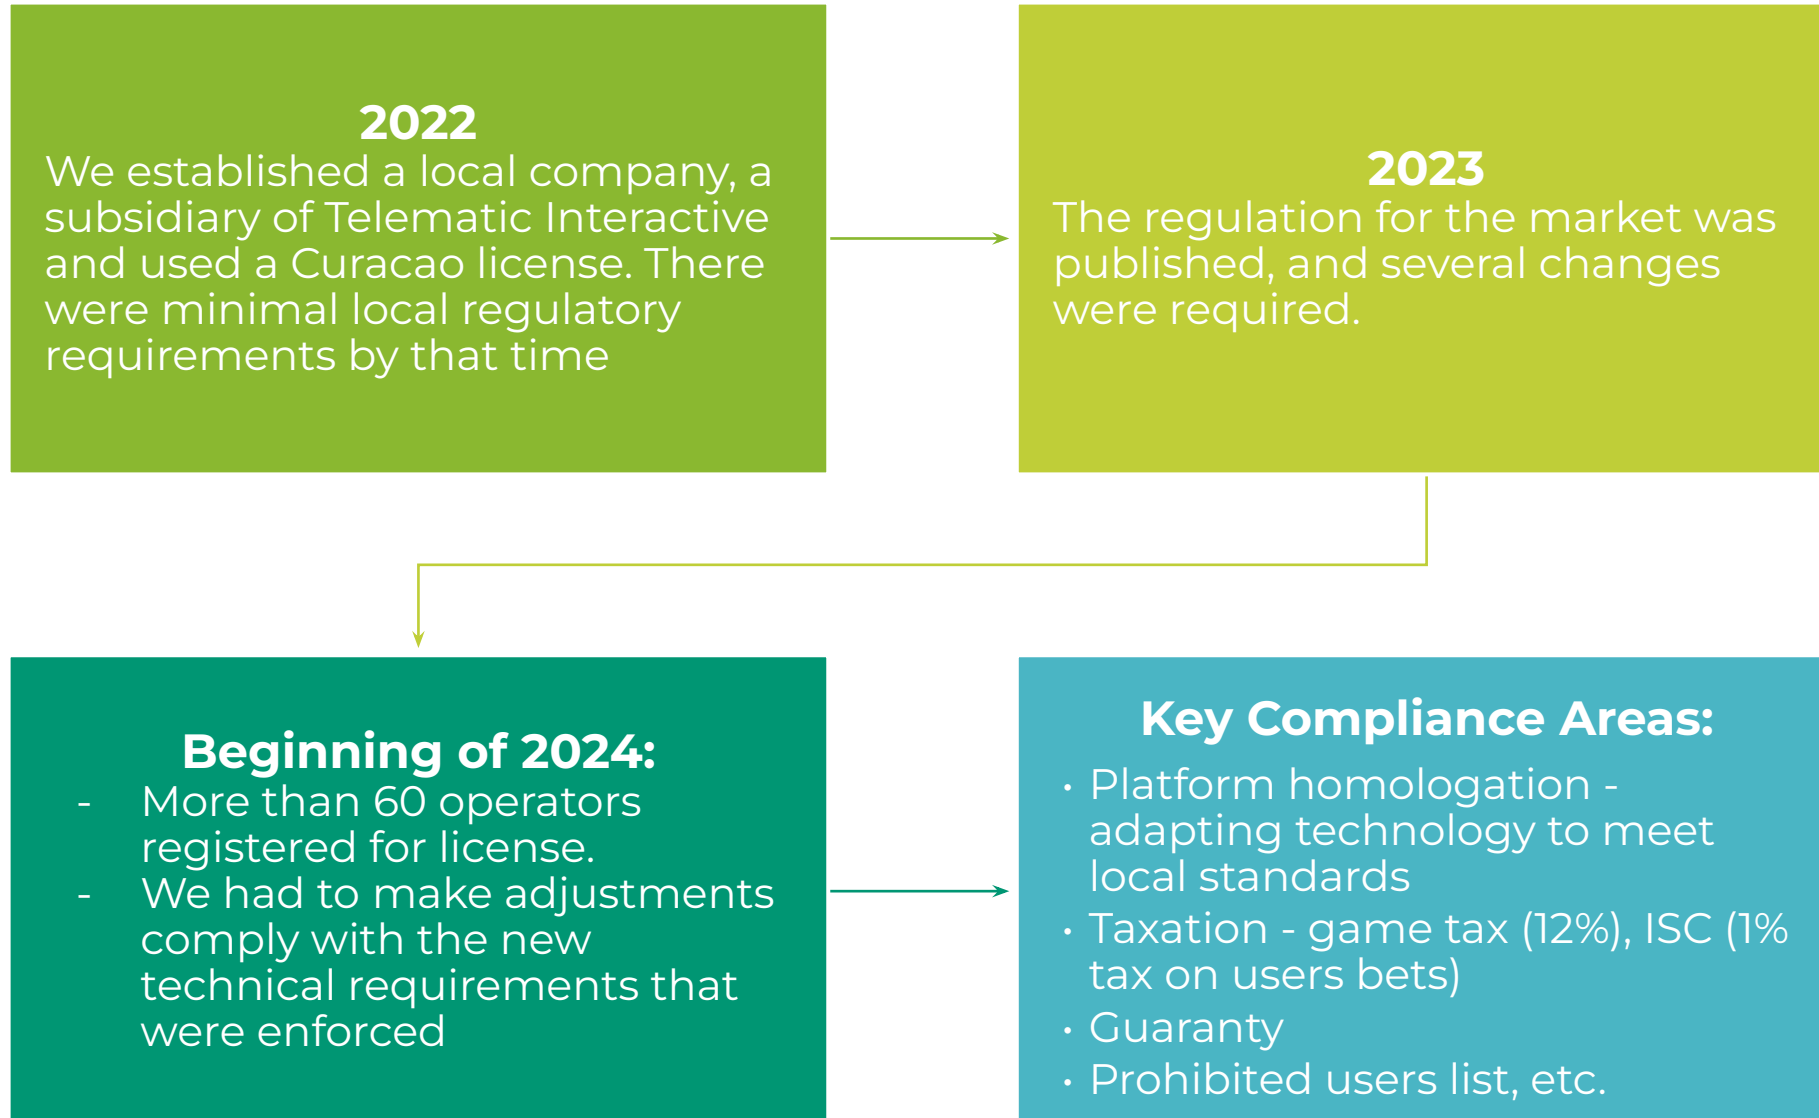 2022
We established a local company, a
subsidiary of Telematic Interactive
and used a Curacao license. There
were minimal local regulatory
requirements by that time
2023
The regulation for the market was
published, and several changes
were required.
Beginning of 2024:
- More than 60 operators
registered for license.
- We had to make adjustments
comply with the new
technical requirements that
were enforced
Key Compliance Areas:
• Platform homologation -
adapting technology to meet
local standards
• Taxation - game tax (12%), ISC (1%
tax on users bets)
• Guaranty
• Prohibited users list, etc.